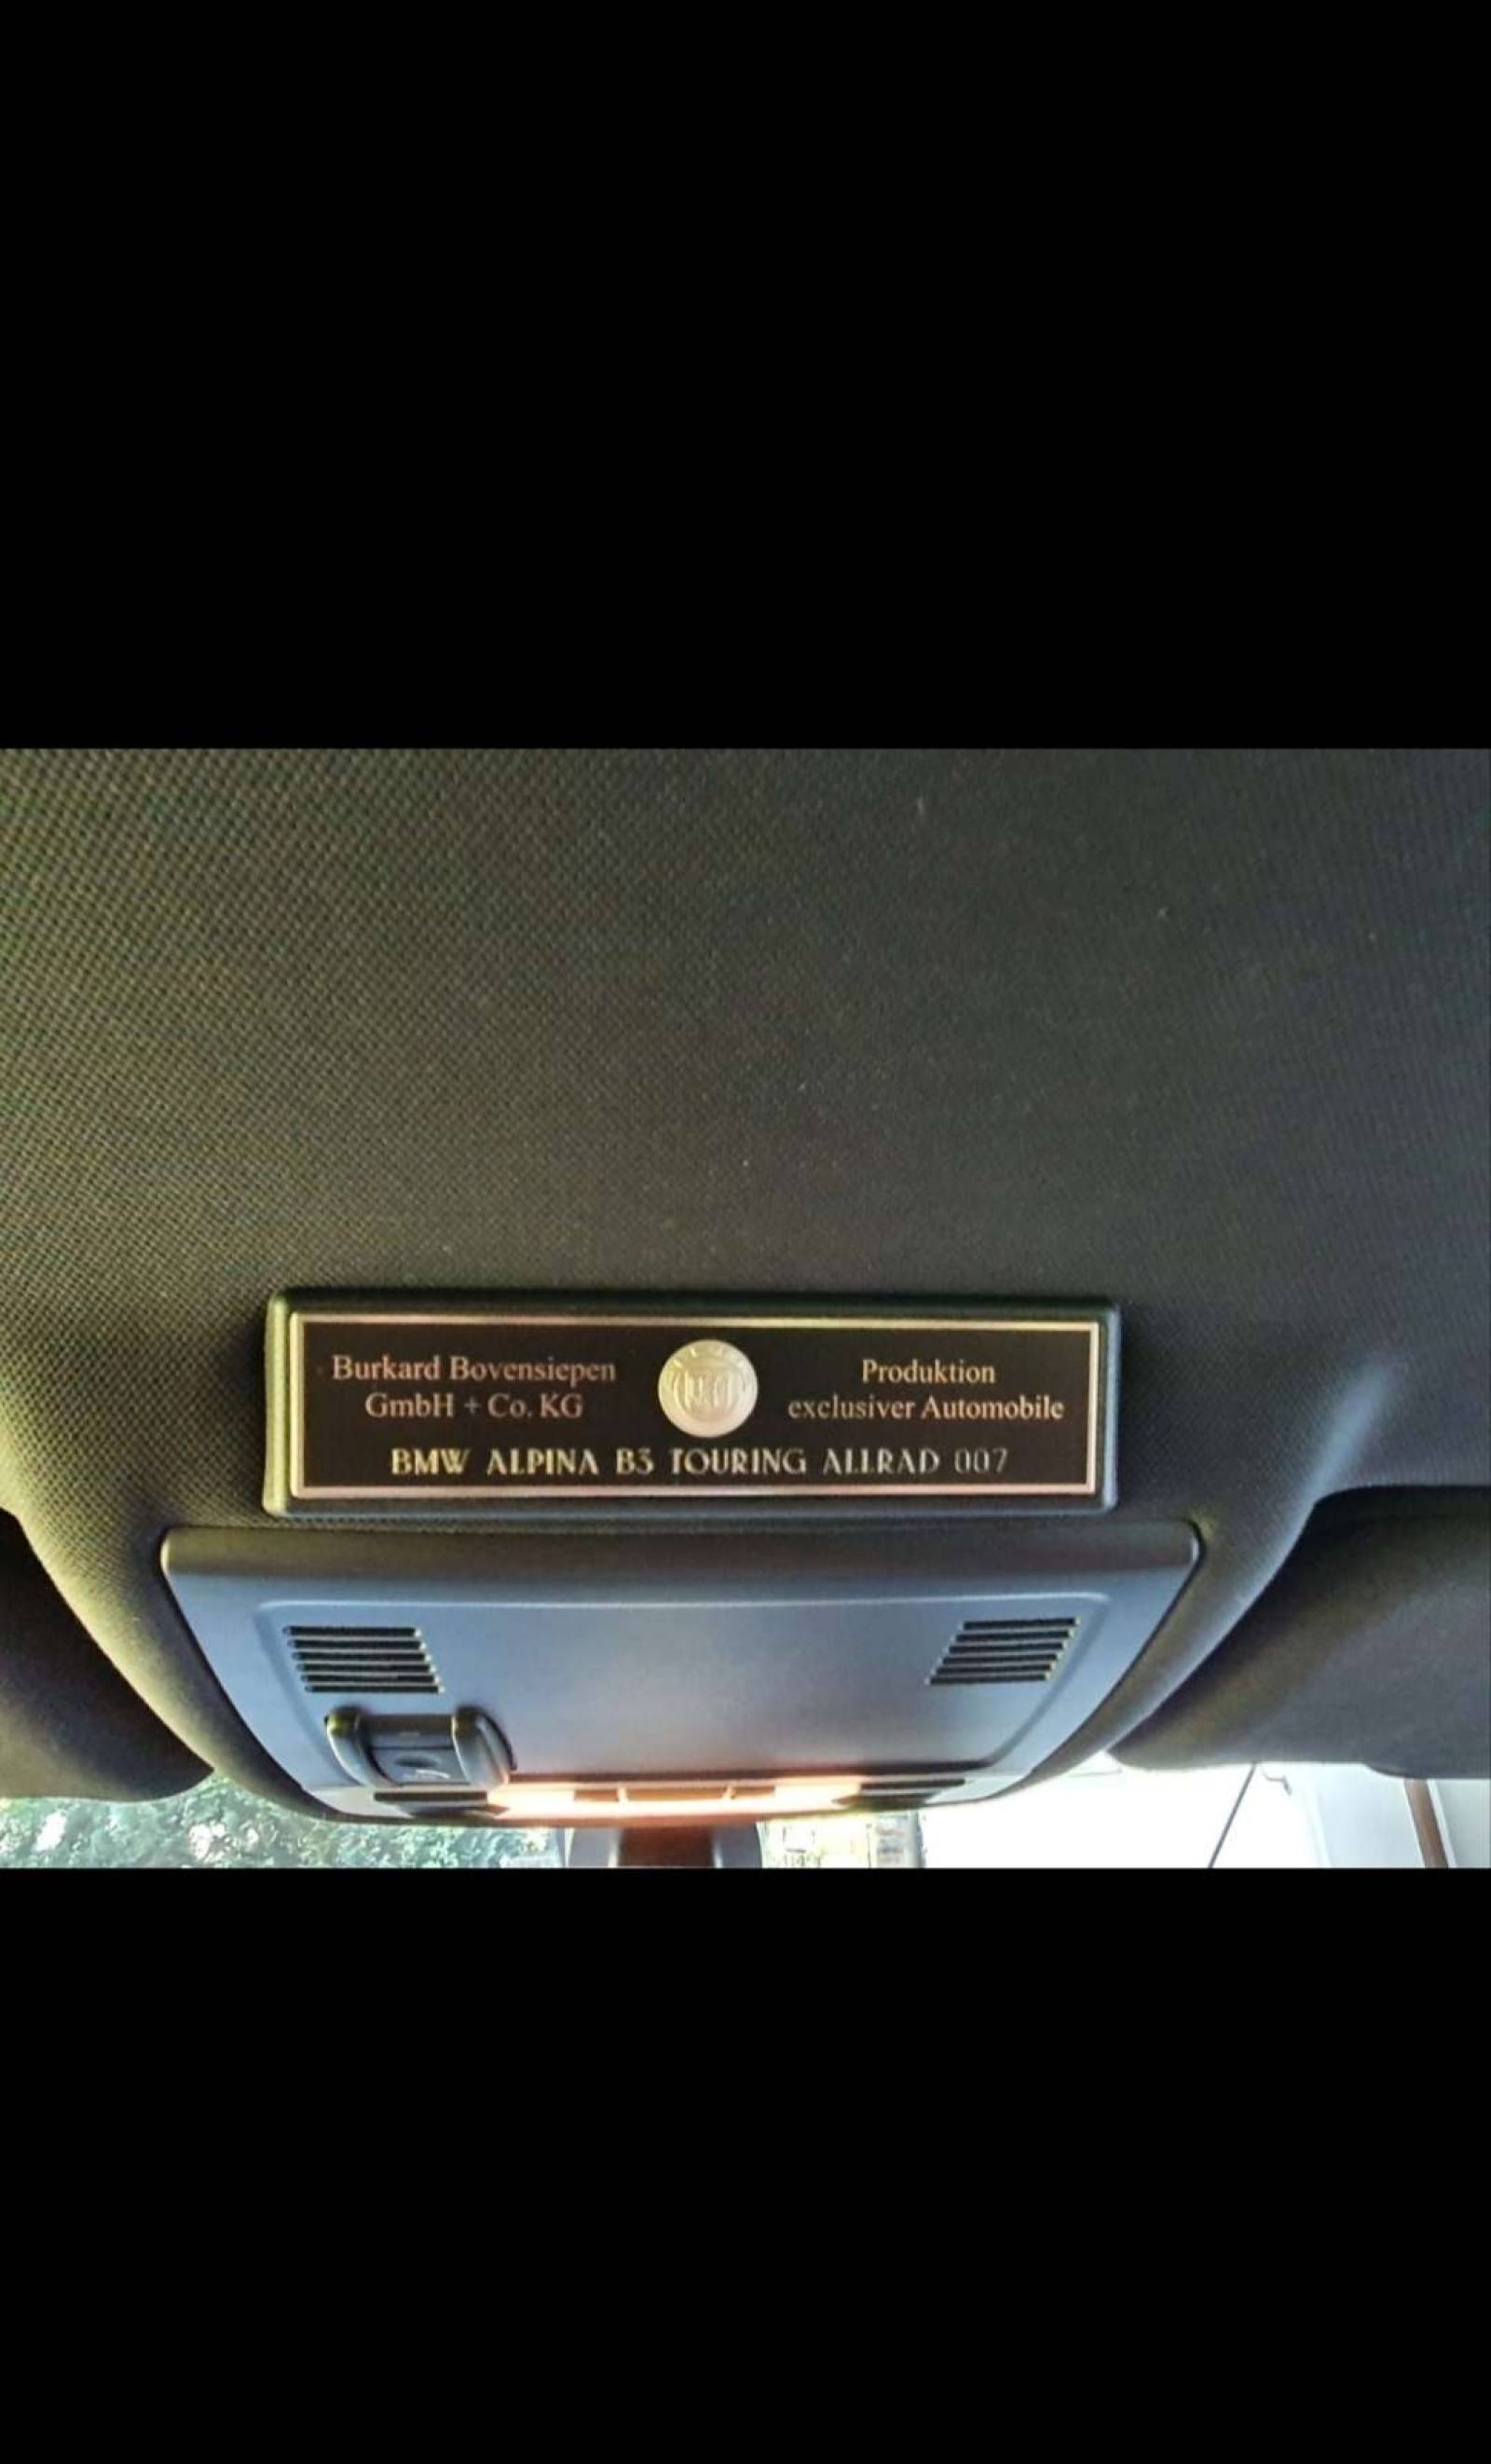 Burkard Bovensiepen
GmbH + Co. KG
Produktion
exclusiver Automobile
BMW ALPINA B3 TOURING ALLRAD 007